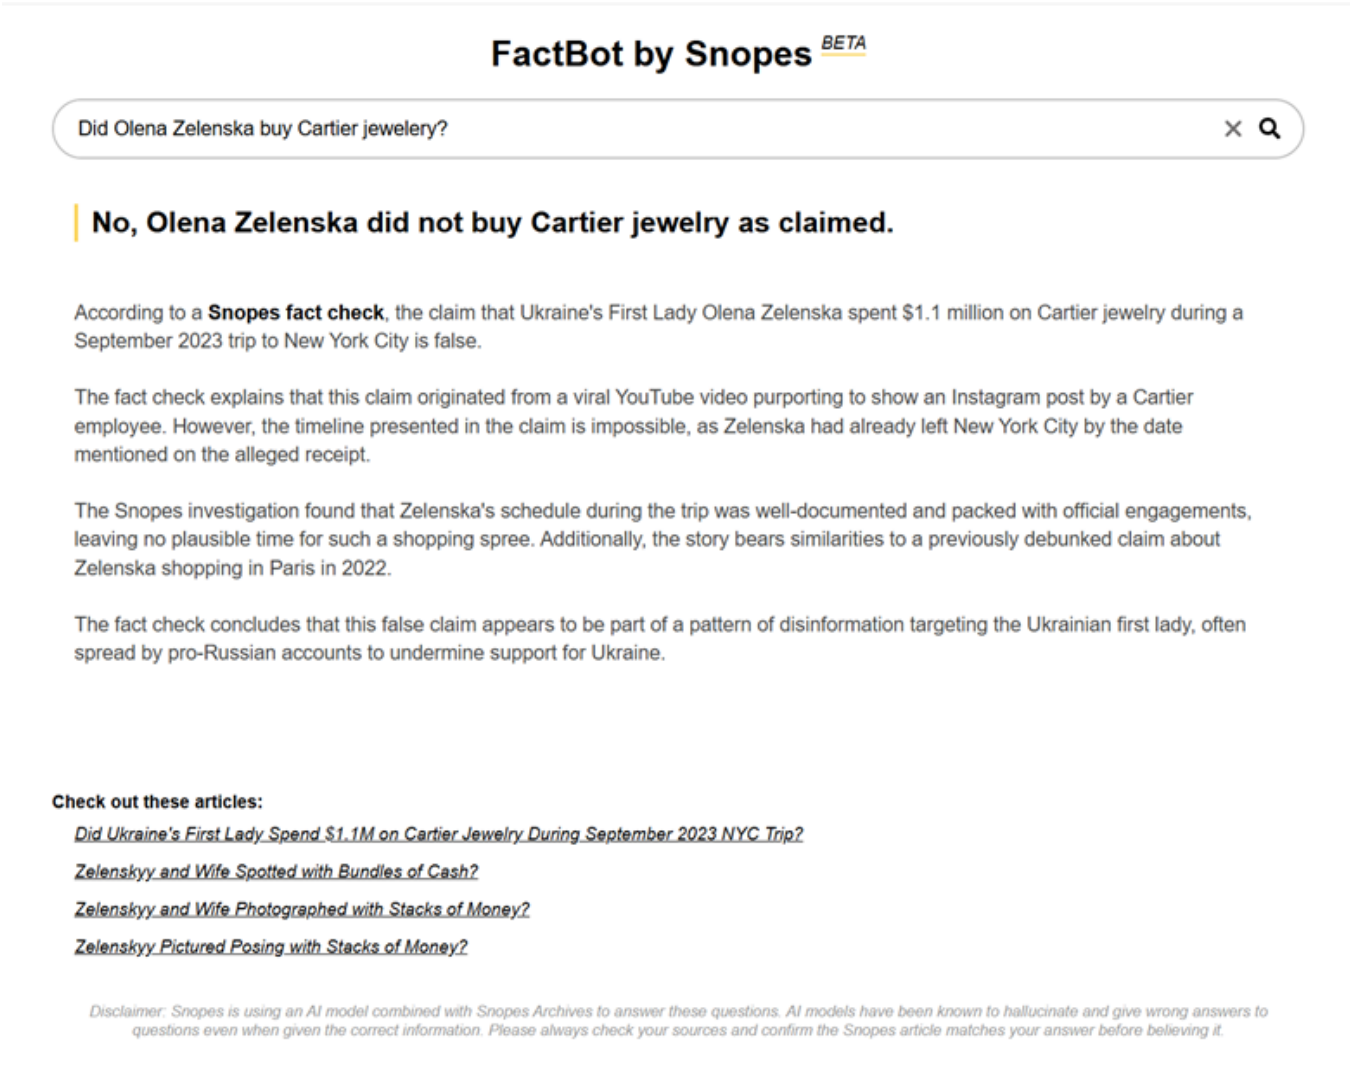 FactBot by Snopes BETA
Did Olena Zelenska buy Cartier jewelery?
No, Olena Zelenska did not buy Cartier jewelry as claimed.
According to a Snopes fact check, the claim that Ukraine's First Lady Olena Zelenska spent $1.1 million on Cartier jewelry during a
September 2023 trip to New York City is false.
The fact check explains that this claim originated from a viral YouTube video purporting to show an Instagram post by a Cartier
employee. However, the timeline presented in the claim is impossible, as Zelenska had already left New York City by the date
mentioned on the alleged receipt.
The Snopes investigation found that Zelenska's schedule during the trip was well-documented and packed with official engagements,
leaving no plausible time for such a shopping spree. Additionally, the story bears similarities to a previously debunked claim about
Zelenska shopping in Paris in 2022.
The fact check concludes that this false claim appears to be part of a pattern of disinformation targeting the Ukrainian first lady, often
spread by pro-Russian accounts to undermine support for Ukraine.
Check out these articles:
Did Ukraine's First Lady Spend $1.1M on Cartier Jewelry During September 2023 NYC Trip?
Zelenskyy and Wife Spotted with Bundles of Cash?
Zelenskyy and Wife Photographed with Stacks of Money?
Zelenskyy Pictured Posing with Stacks of Money?
Disclaimer: Snopes is using an AI model combined with Snopes Archives to answer these questions. AI models have been known to hallucinate and give wrong answers to
questions even when given the correct information. Please always check your sources and confirm the Snopes article matches your answer before believing it.